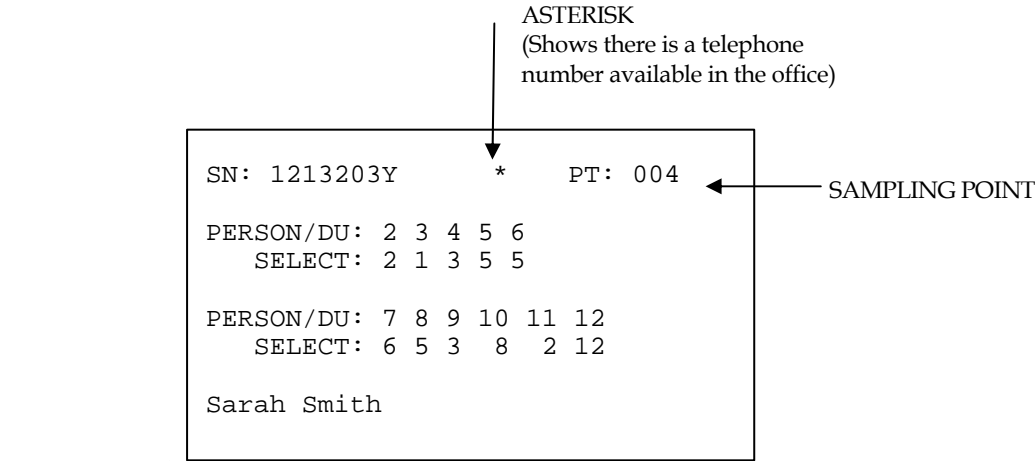 ASTERISK
(Shows there is a telephone
number available in the office)
SN: 1213203Y * PT: 004
SAMPLING POINT
PERSON/DU: 2 3 4 5 6
SELECT: 2 1 3 5 5
PERSON/DU: 7 8 9 10 11 12
SELECT: 6 5 3 8 2 12
Sarah Smith